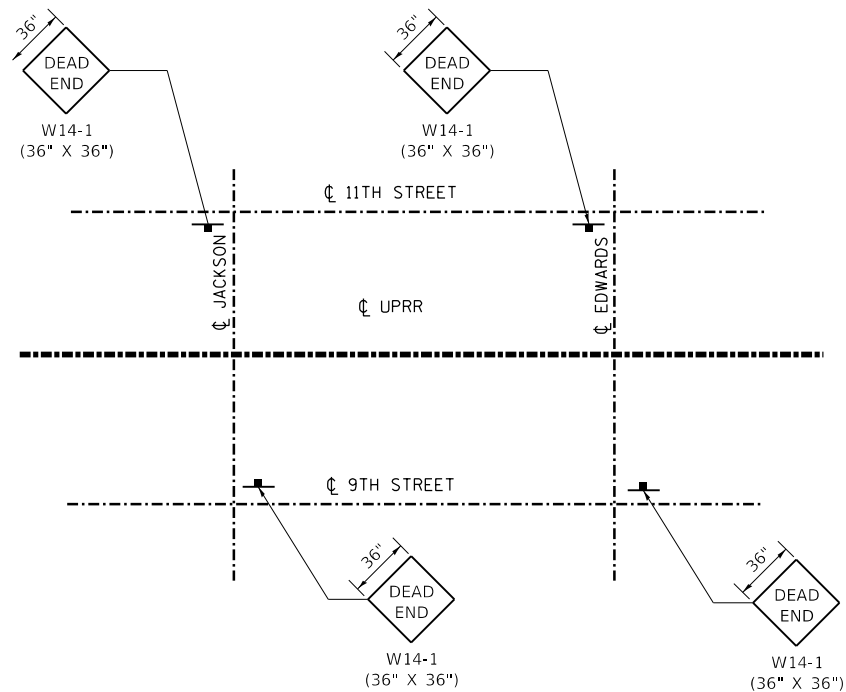 36"
DEAD
END
W14-1
(36" X 36")
36"
DEAD
END
W14-1
(36" X 36")
℄ 11TH STREET
℄ JACKSON
℄ UPRR
℄ EDWARDS
℄ 9TH STREET
36"
DEAD
END
W14-1
(36" X 36")
36"
DEAD
END
W14-1
(36" X 36")